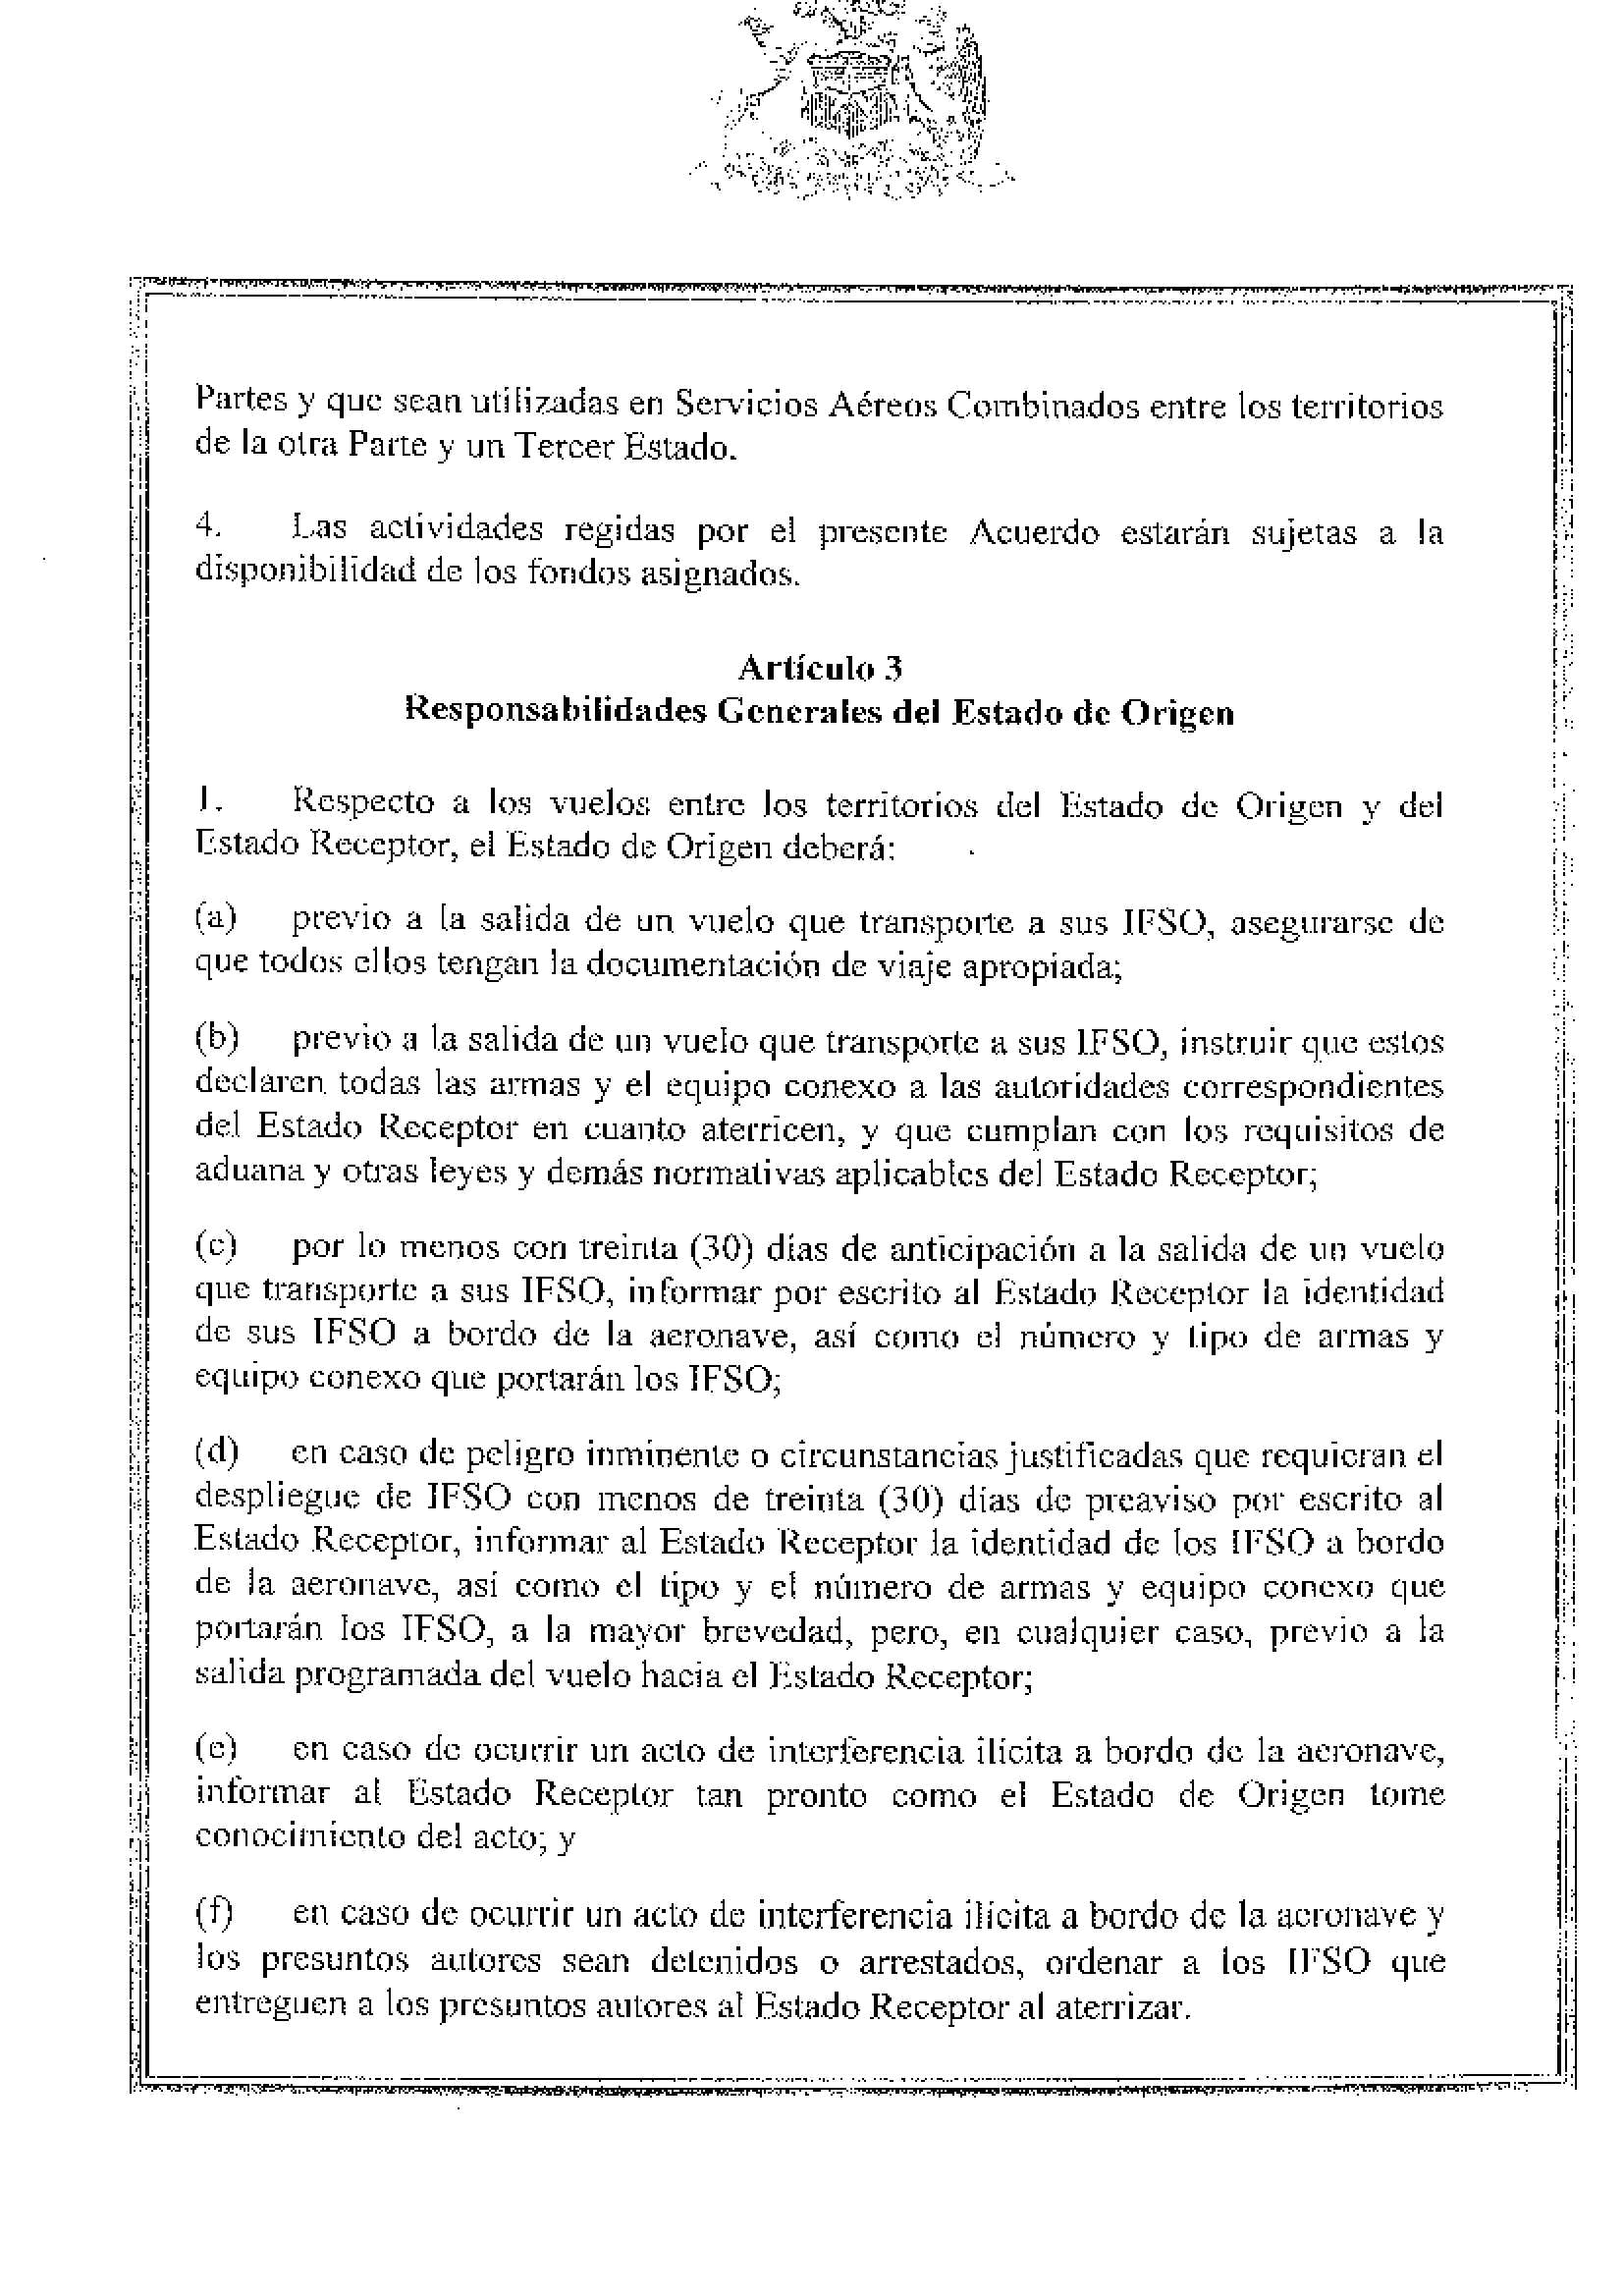 Partes y que sean utilizadas en Servicios Aéreos Combinados entre los territorios
de la otra Parte y un Tercer Estado.
4. Las actividades regidas por el presente Acuerdo estarán sujetas a la
disponibilidad de los fondos asignados.
Artículo 3
Responsabilidades Generales del Estado de Origen
1. Respecto a los vuelos entre los territorios del Estado de Origen y del
Estado Receptor, el Estado de Origen deberá:
(a) previo a la salida de un vuelo que transporte a sus IFSO, asegurarse de
que todos ellos tengan la documentación de viaje apropiada;
(b) previo a la salida de un vuelo que transporte a sus IFSO, instruir que estos
declaren todas las armas y el equipo conexo a las autoridades correspondientes
del Estado Receptor en cuanto aterricen, y que cumplan con los requisitos de
aduana y otras leyes y demás normativas aplicables del Estado Receptor;
(c) por lo menos con treinta (30) días de anticipación a la salida de un vuelo
que transporte a sus IFSO, informar por escrito al Estado Receptor la identidad
de sus IFSO a bordo de la aeronave, así como el número y tipo de armas y
equipo conexo que portarán los IFSO;
(d) en caso de peligro inminente o circunstancias justificadas que requieran el
despliegue de IFSO con menos de treinta (30) días de preaviso por escrito al
Estado Receptor, informar al Estado Receptor la identidad de los IFSO a bordo
de la aeronave, así como el tipo y el número de armas y equipo conexo que
portarán los IFSO, a la mayor brevedad, pero, en cualquier caso, previo a la
salida programada del vuelo hacia el Estado Receptor;
(e) en caso de ocurrir un acto de interferencia ilícita a bordo de la aeronave,
informar al Estado Receptor tan pronto como el Estado de Origen tome
conocimiento del acto; y
(f) en caso de ocurrir un acto de interferencia ilícita a bordo de la aeronave y
los presuntos autores sean detenidos o arrestados, ordenar a los IFSO que
entreguen a los presuntos autores al Estado Receptor al aterrizar.